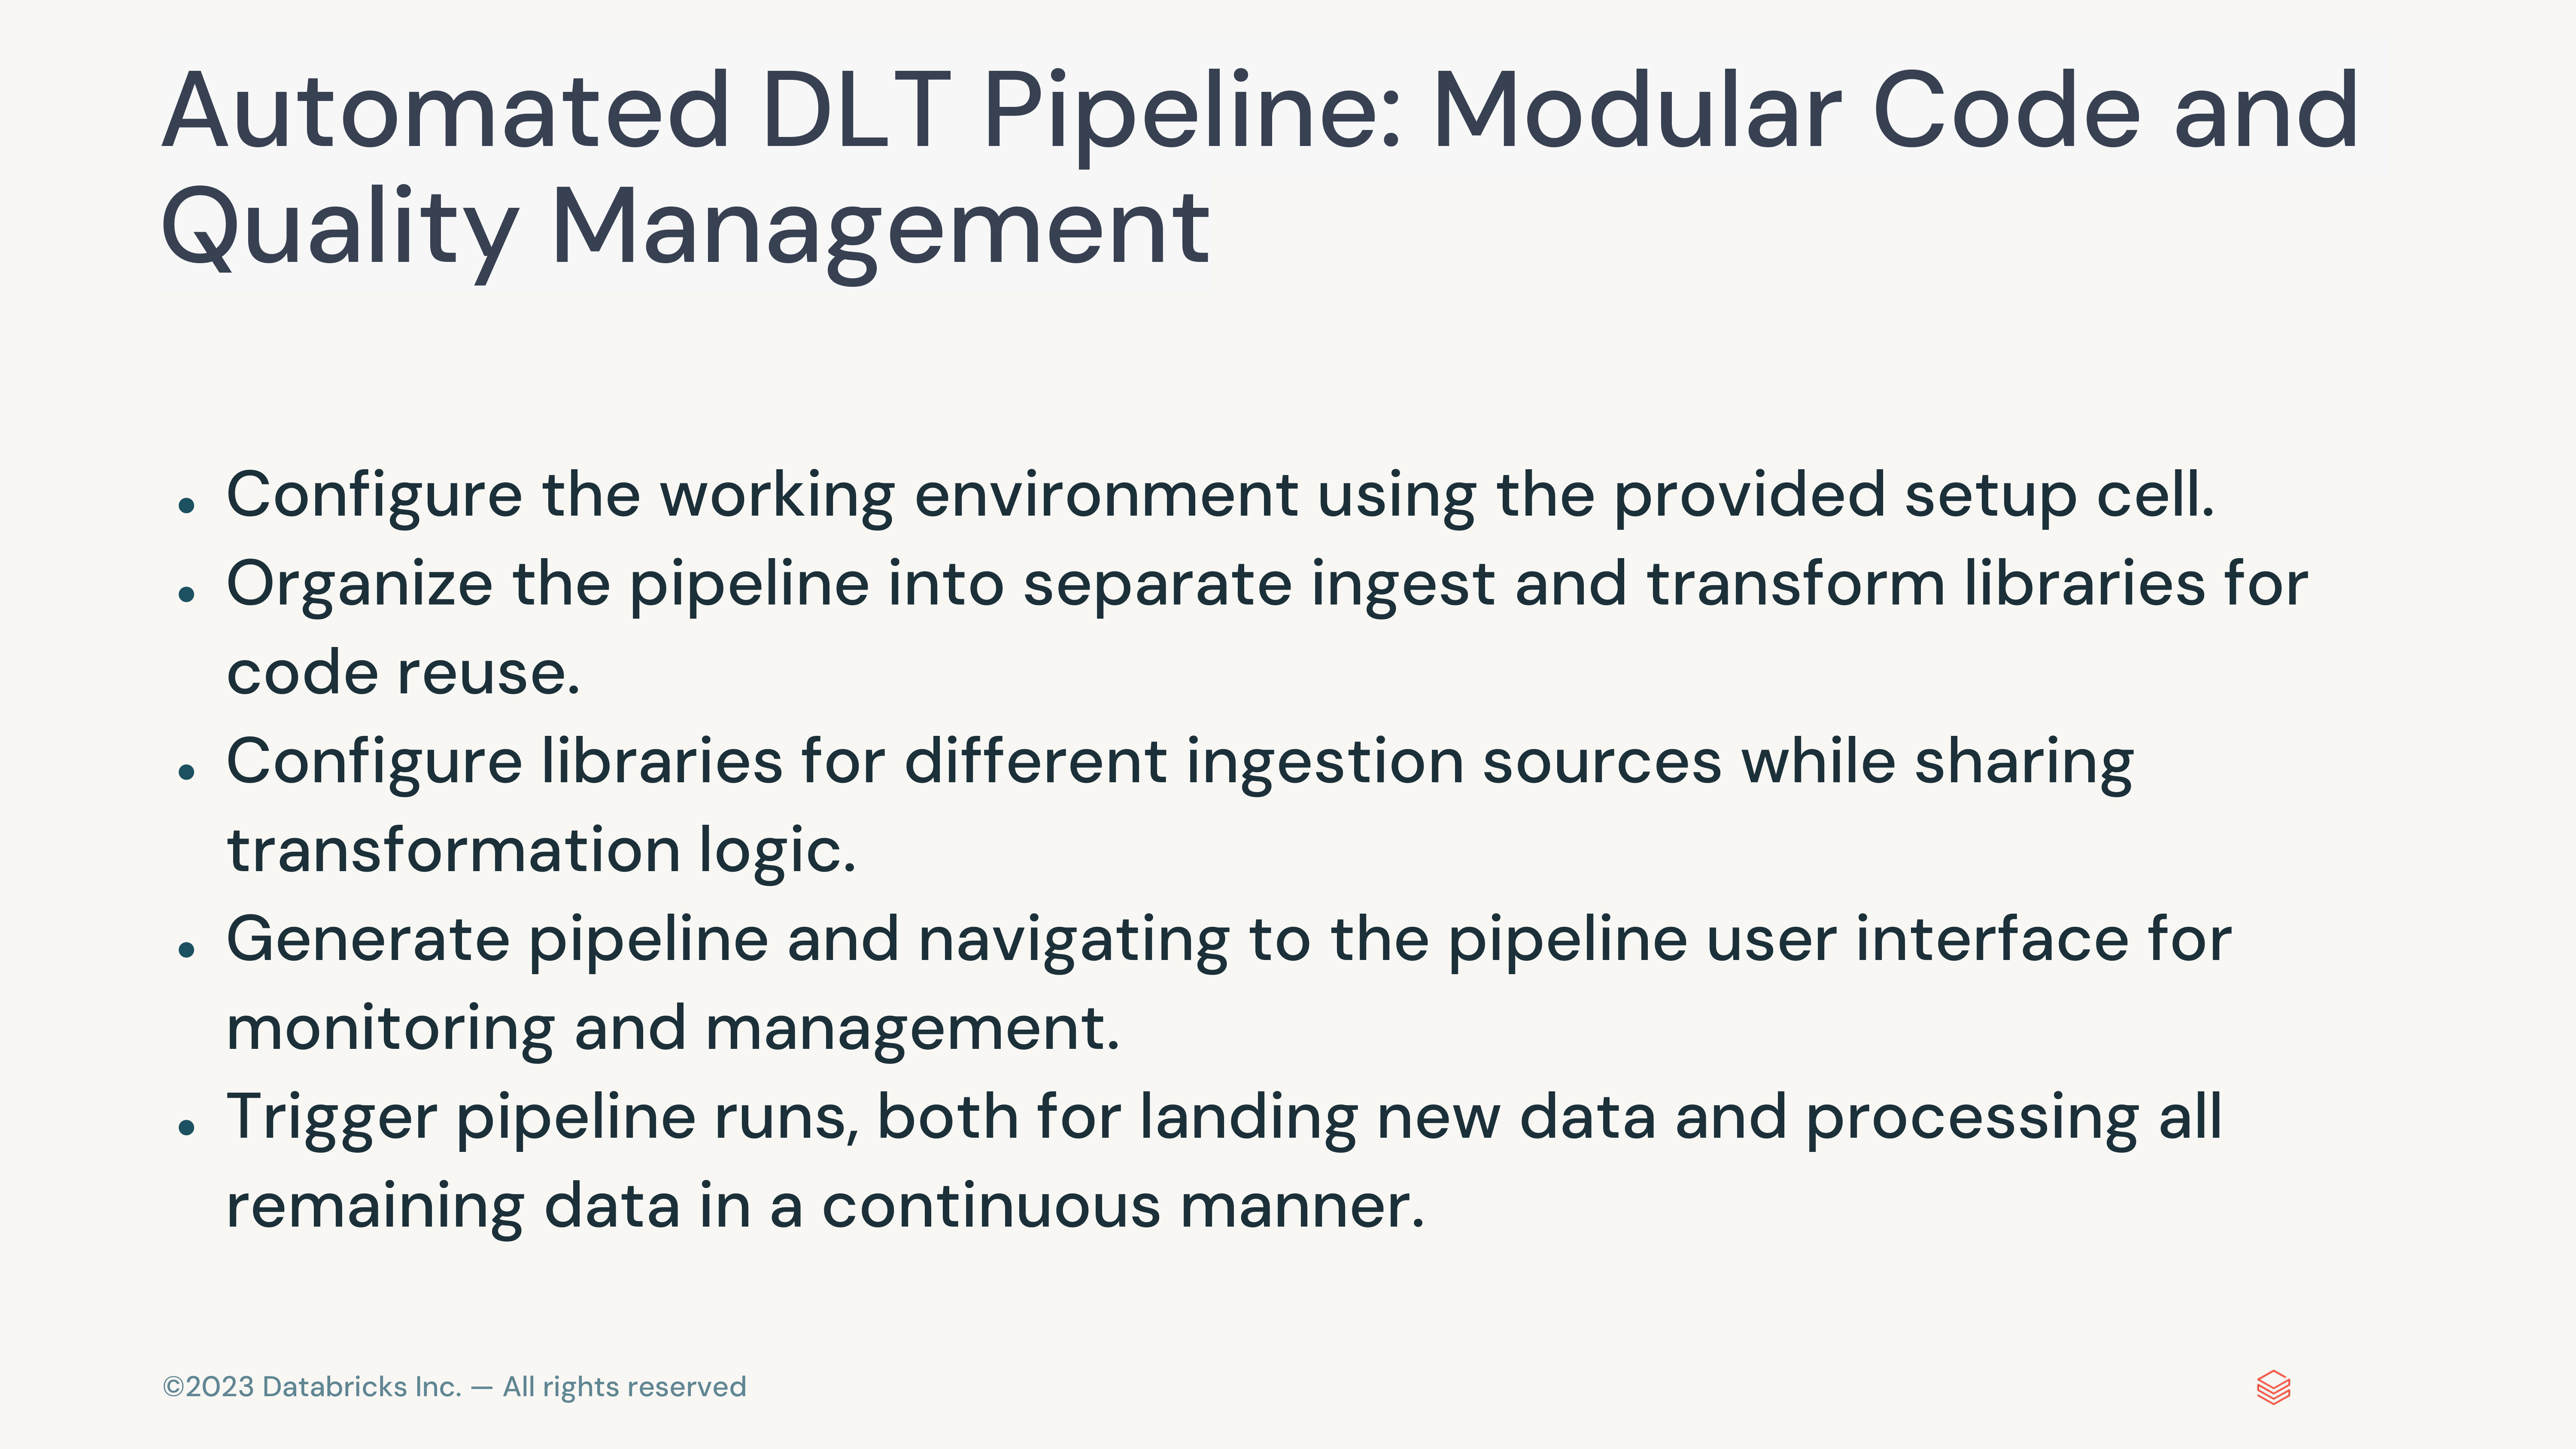 Automated DLT Pipeline: Modular Code and
Quality Management
• Configure the working environment using the provided setup cell.
• Organize the pipeline into separate ingest and transform libraries for
code reuse.
• Configure libraries for different ingestion sources while sharing
transformation logic.
• Generate pipeline and navigating to the pipeline user interface for
monitoring and management.
• Trigger pipeline runs, both for landing new data and processing all
remaining data in a continuous manner.
©2023 Databricks Inc. — All rights reserved